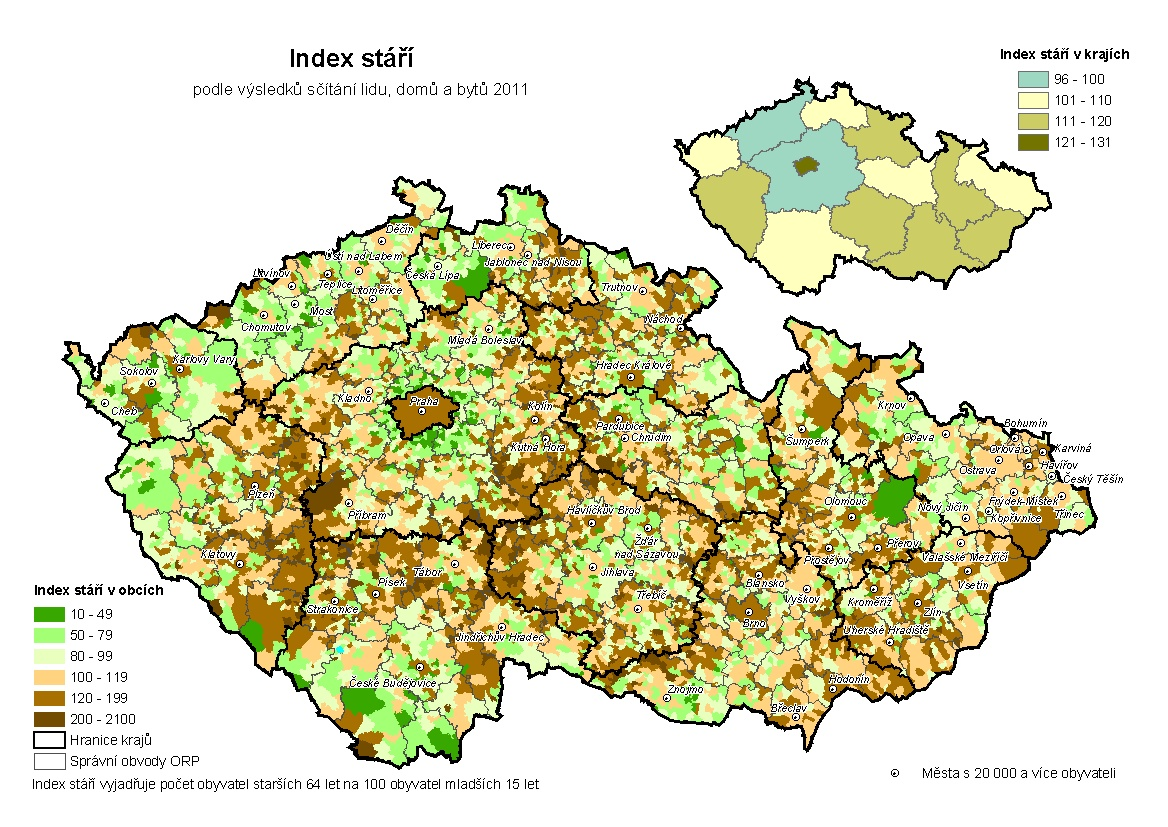 Index stáří
podle výsledků sčítání lidu, domů a bytů 2011
Index stáří v krajích
96 - 100
101 - 110
111 - 120
121 - 131
Děčín
Ústí nad Labem
Liberec
Jablonec nad Nisou
Litvínov
Teplice
Česká Lípa
Litoměřice
Trutnov
Most
Chomutov
Náchod
Mladá Boleslav
Karlovy Vary
Sokolov
Hradec Králové
Cheb
Kladno
Praha
Kolín
Krnov
Pardubice
Chrudim
Bohumín
Šumperk
Opava
Kutná Hora
Orlová
Karviná
Havířov
Ostrava
Český Těšín
Plzeň
Příbram
Havlíčkův Brod
Olomouc
Nový Jičín
Frýdek-Místek
Kopřivnice
Třinec
Žďár
nad Sázavou
Přerov
Klatovy
Prostějov
Valašské Meziříčí
Tábor
Jihlava
Písek
Blansko
Vsetín
Strakonice
Třebíč
Vyškov
Kroměříž
Zlín
Brno
Jindřichův Hradec
Uherské Hradiště
České Budějovice
Znojmo
Hodonín
Břeclav
Index stáří v obcích
10 - 49
50 - 79
80 - 99
100 - 119
120 - 199
200 - 2100
Hranice krajů
Správní obvody ORP
Index stáří vyjadřuje počet obyvatel starších 64 let na 100 obyvatel mladších 15 let
Města s 20 000 a více obyvateli